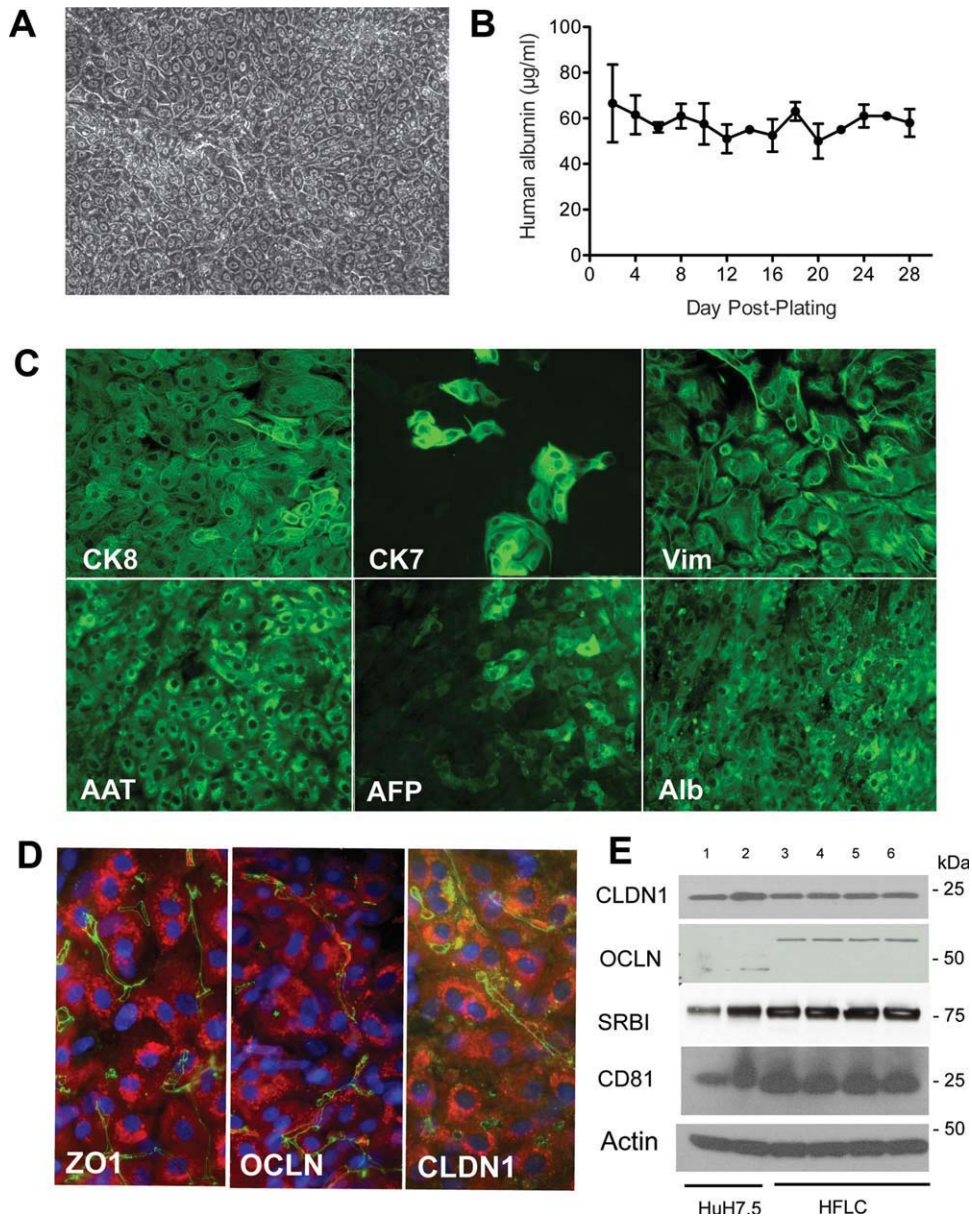 A
B
Human albumin (µg/ml)
100
80
60
40
20
0
0 4 8 12 16 20 24 28
Day Post-Plating
C
CK8 CK7 Vim
AAT AFP Alb
D
ZO1 OCLN CLDN1
E
1 2 3 4 5 6 kDa
CLDN1 - 25
OCLN - 50
SRBI - 75
CD81 - 25
- 50
Actin
HuH7.5 HFLC